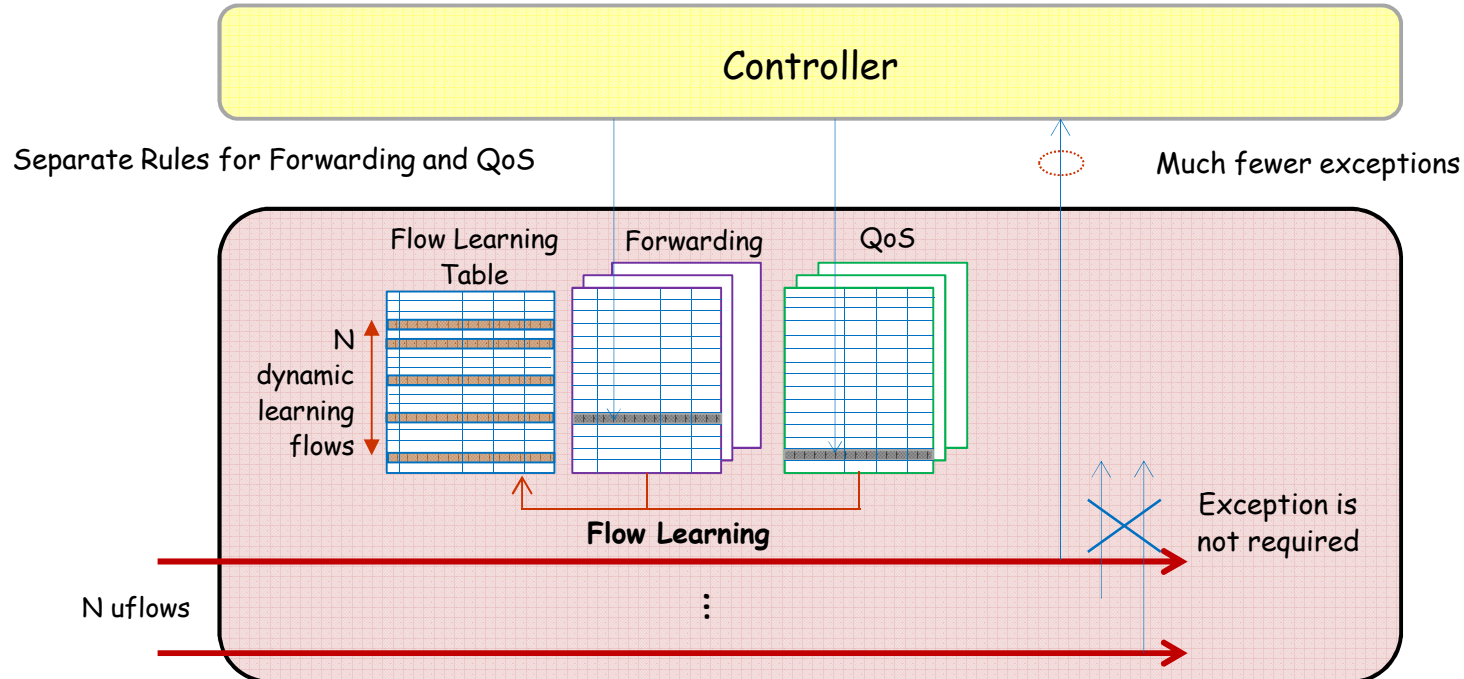 Controller
Separate Rules for Forwarding and QoS
Much fewer exceptions
Flow Learning
Table
Forwarding
QoS
N
dynamic
learning
flows
Flow Learning
Exception is
not required
N uflows
⋮